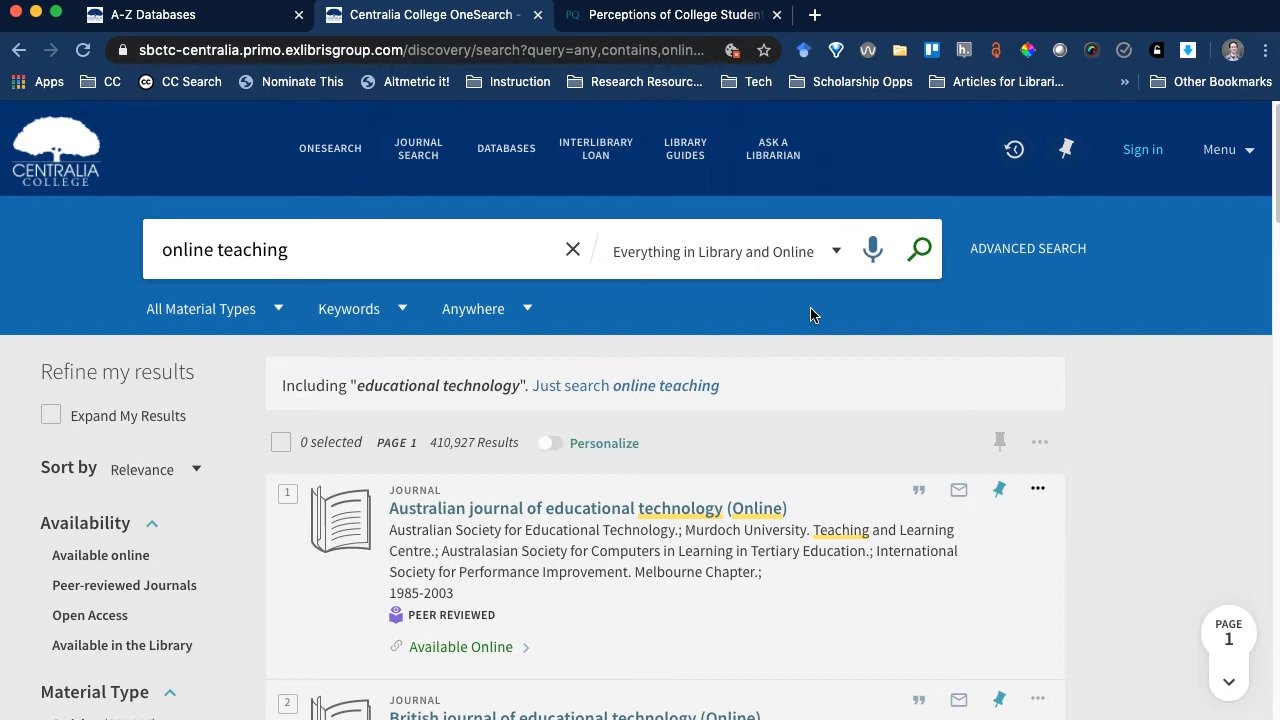 A-Z Databases
Centralia College OneSearch -
PQ Perceptions of College Student
sbctc-centralia.primo.exlibrisgroup.com/discovery/search?query=any,contains,onlin...
Apps CC CC Search Nominate This Altmetric it! Instruction Research Resourc... Tech Scholarship Opps Articles for Librari... » Other Bookmarks
CENTRALIA
COLLEGE
ONESEARCH
JOURNAL
SEARCH
DATABASES
INTERLIBRARY
LOAN
LIBRARY
GUIDES
ASK A
LIBRARIAN
Sign in
Menu
online teaching
Everything in Library and Online
ADVANCED SEARCH
All Material Types Keywords Anywhere
Refine my results
Expand My Results
Sort by Relevance
Availability
Available online
Peer-reviewed Journals
Open Access
Available in the Library
Material Type
Including "educational technology". Just search online teaching
0 selected PAGE 1 410,927 Results Personalize
1
JOURNAL
Australian journal of educational technology (Online)
Australian Society for Educational Technology.; Murdoch University. Teaching and Learning
Centre.; Australasian Society for Computers in Learning in Tertiary Education.; International
Society for Performance Improvement. Melbourne Chapter.;
1985-2003
PEER REVIEWED
Available Online
2
JOURNAL
British journal of educational technology (Online)
PAGE
1